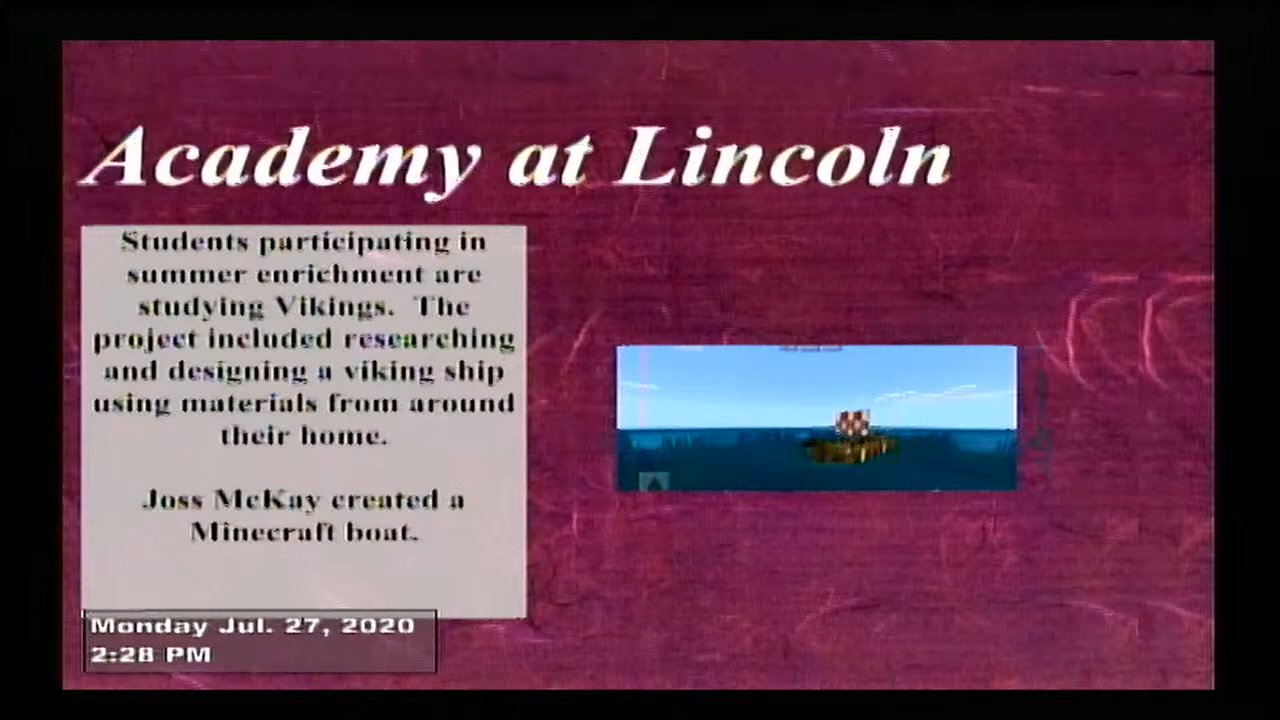 Academy at Lincoln
Students participating in
summer enrichment are
studying Vikings. The
project included researching
and designing a viking ship
using materials from around
their home.
Joss McKay created a
Minecraft boat.
Monday Jul. 27, 2020
2:28 PM